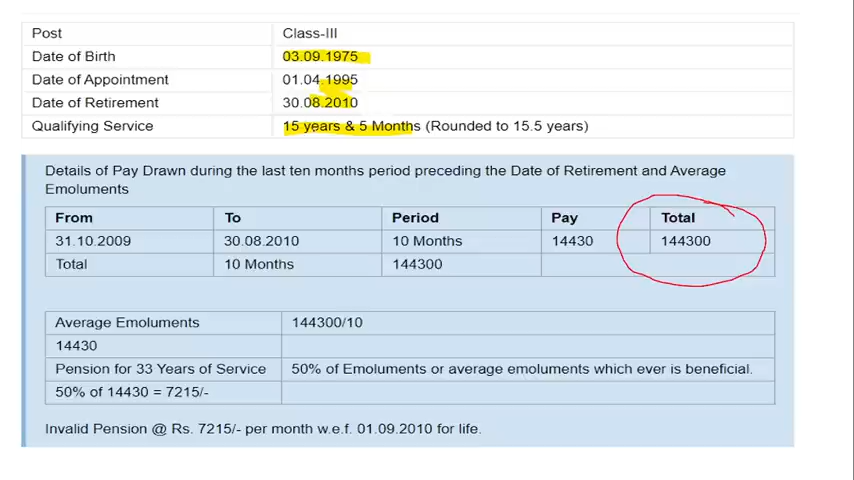 Post Class-III
Date of Birth 03.09.1975
Date of Appointment 01.04.1995
Date of Retirement 30.08.2010
Qualifying Service 15 years & 5 Months (Rounded to 15.5 years)
Details of Pay Drawn during the last ten months period preceding the Date of Retirement and Average
Emoluments
From To Period Pay Total
31.10.2009 30.08.2010 10 Months 14430 144300
Total 10 Months 144300
Average Emoluments 144300/10
14430
Pension for 33 Years of Service 50% of Emoluments or average emoluments which ever is beneficial.
50% of 14430 = 7215/-
Invalid Pension @ Rs. 7215/- per month w.e.f. 01.09.2010 for life.